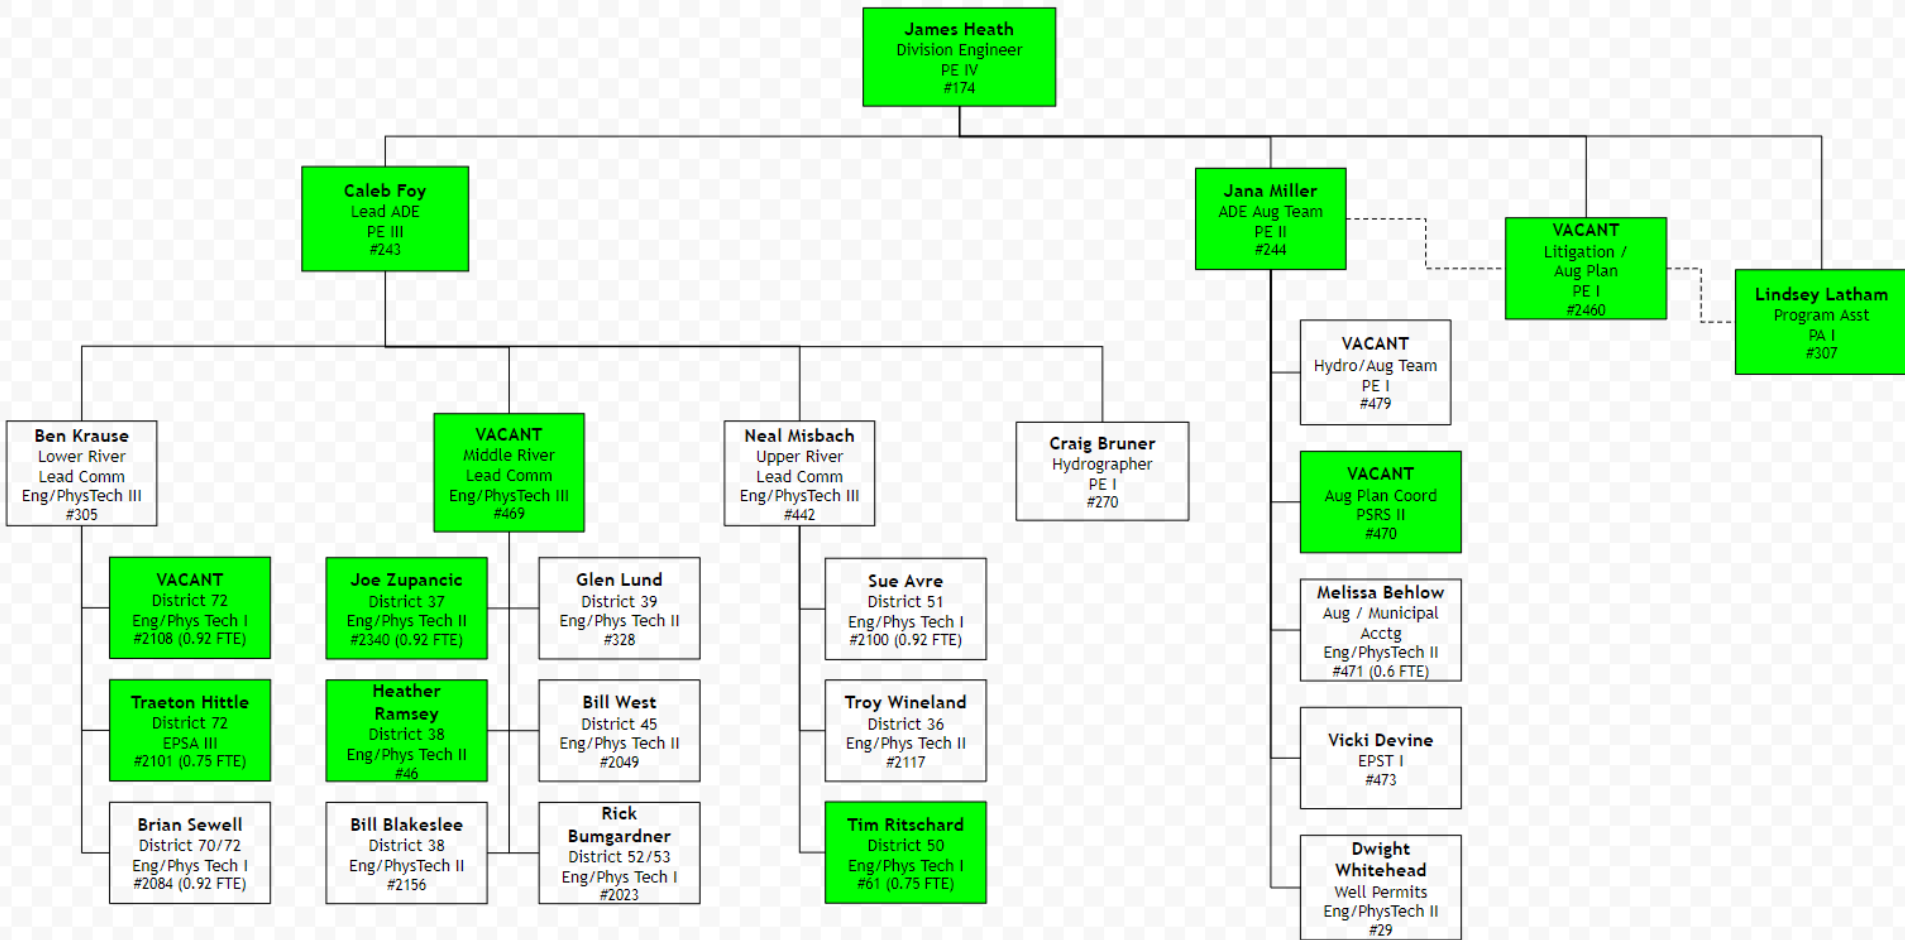 James Heath
Division Engineer
PE IV
#174
Caleb Foy
Lead ADE
PE III
#243
Jana Miller
ADE Aug Team
PE II
#244
VACANT
Litigation /
Aug Plan
PE I
#2460
Lindsey Latham
Program Asst
PA I
#307
Ben Krause
Lower River
Lead Comm
Eng/PhysTech III
#305
VACANT
Middle River
Lead Comm
Eng/PhysTech III
#469
Neal Misbach
Upper River
Lead Comm
Eng/PhysTech III
#442
Craig Bruner
Hydrographer
PE I
#270
VACANT
District 72
Eng/Phys Tech I
#2108 (0.92 FTE)
Traeton Hittle
District 72
EPSA III
#2101 (0.75 FTE)
Brian Sewell
District 70/72
Eng/Phys Tech I
#2084 (0.92 FTE)
Joe Zupancic
District 37
Eng/Phys Tech II
#2340 (0.92 FTE)
Heather
Ramsey
District 38
Eng/Phys Tech II
#46
Bill Blakeslee
District 38
Eng/PhysTech II
#2156
Glen Lund
District 39
Eng/Phys Tech II
#328
Bill West
District 45
Eng/Phys Tech II
#2049
Rick
Bumgardner
District 52/53
Eng/Phys Tech I
#2023
Sue Avre
District 51
Eng/Phys Tech I
#2100 (0.92 FTE)
Troy Wineland
District 36
Eng/Phys Tech II
#2117
Tim Ritschard
District 50
Eng/Phys Tech I
#61 (0.75 FTE)
VACANT
Hydro/Aug Team
PE I
#479
VACANT
Aug Plan Coord
PSRS II
#470
Melissa Behlow
Aug / Municipal
Acctg
Eng/PhysTech II
#471 (0.6 FTE)
Vicki Devine
EPST I
#473
Dwight
Whitehead
Well Permits
Eng/PhysTech II
#29